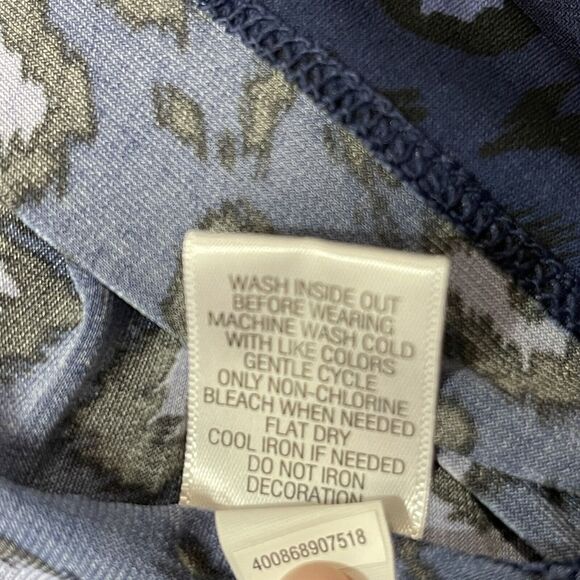 WASH INSIDE OUT
BEFORE WEARING
MACHINE WASH COLD
WITH LIKE COLORS
GENTLE CYCLE
ONLY NON-CHLORINE
BLEACH WHEN NEEDED
FLAT DRY
COOL IRON IF NEEDED
DO NOT IRON
DECORATION
400868907518